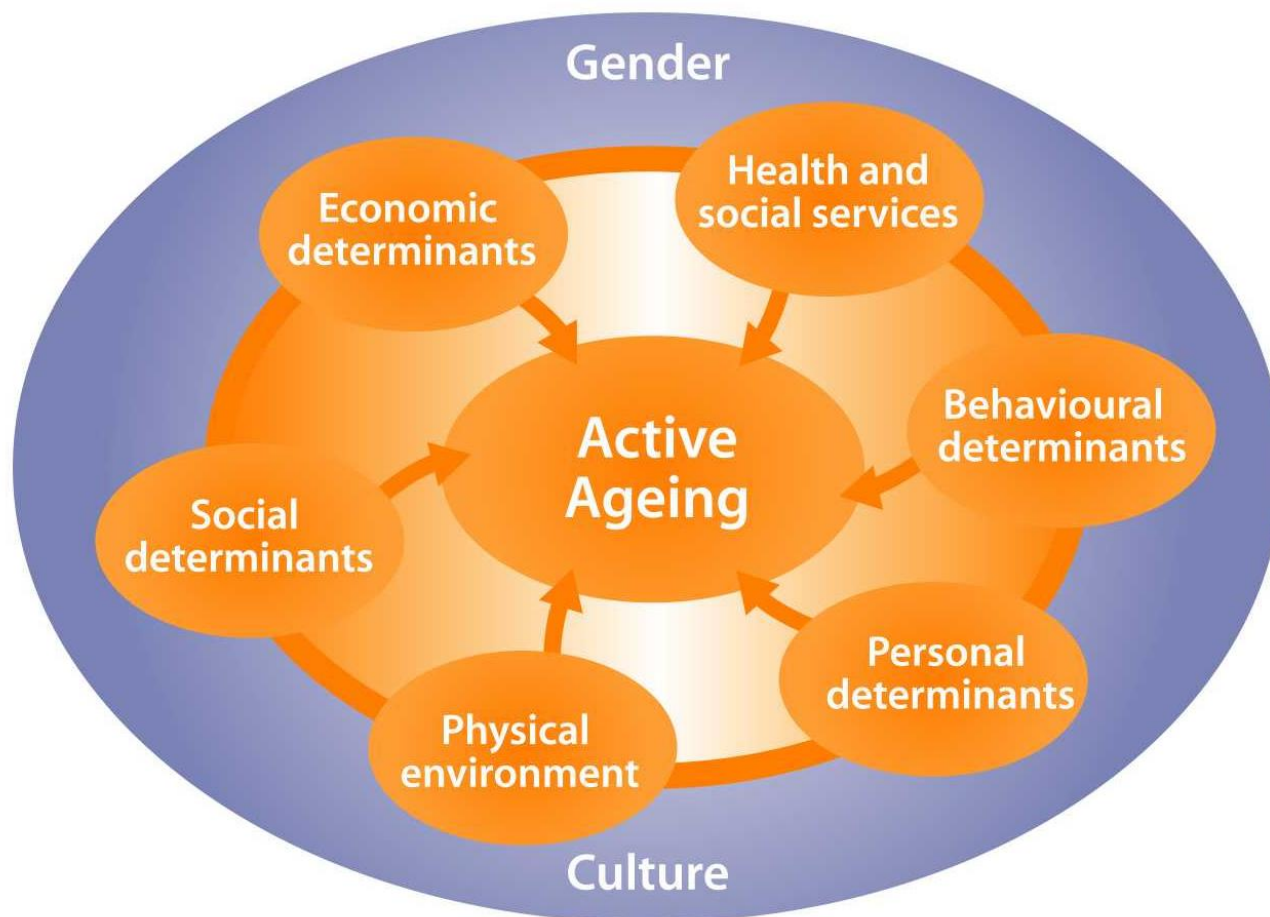 Gender
Economic
determinants
Health and
social services
Behavioural
determinants
Active
Ageing
Social
determinants
Personal
determinants
Physical
environment
Culture